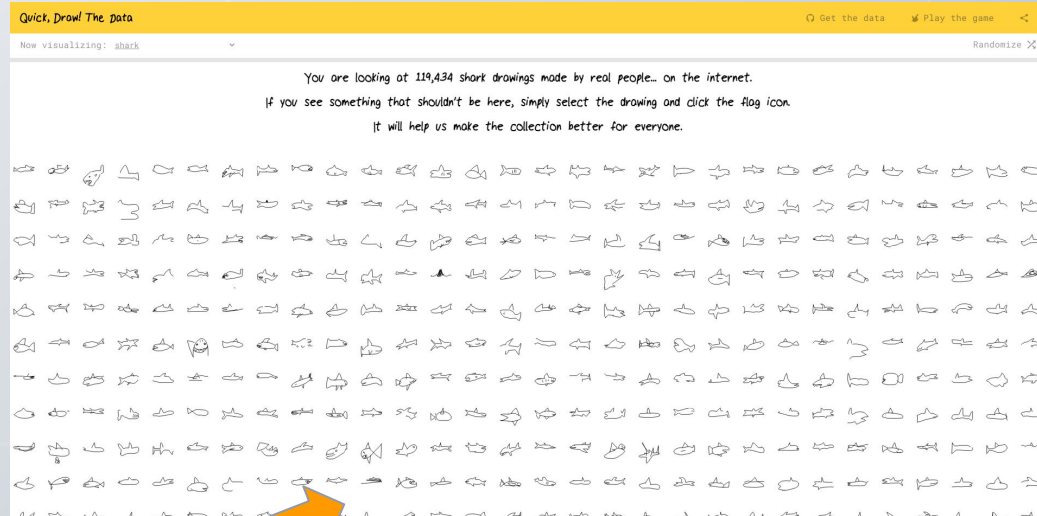 Quick, Draw! The Data
Get the data
Play the game
Now visualizing: shark
Randomize
You are looking at 119,434 shark drawings made by real people... on the internet.
If you see something that shouldn't be here, simply select the drawing and click the flag icon.
It will help us make the collection better for everyone.